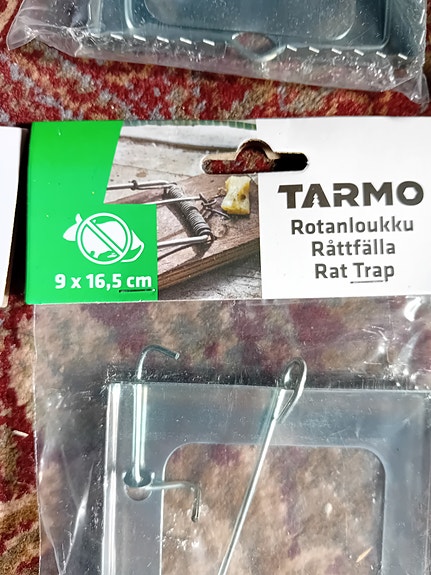 TARMO
Rotanloukku
Råttfälla
Rat Trap
9 x 16,5 cm